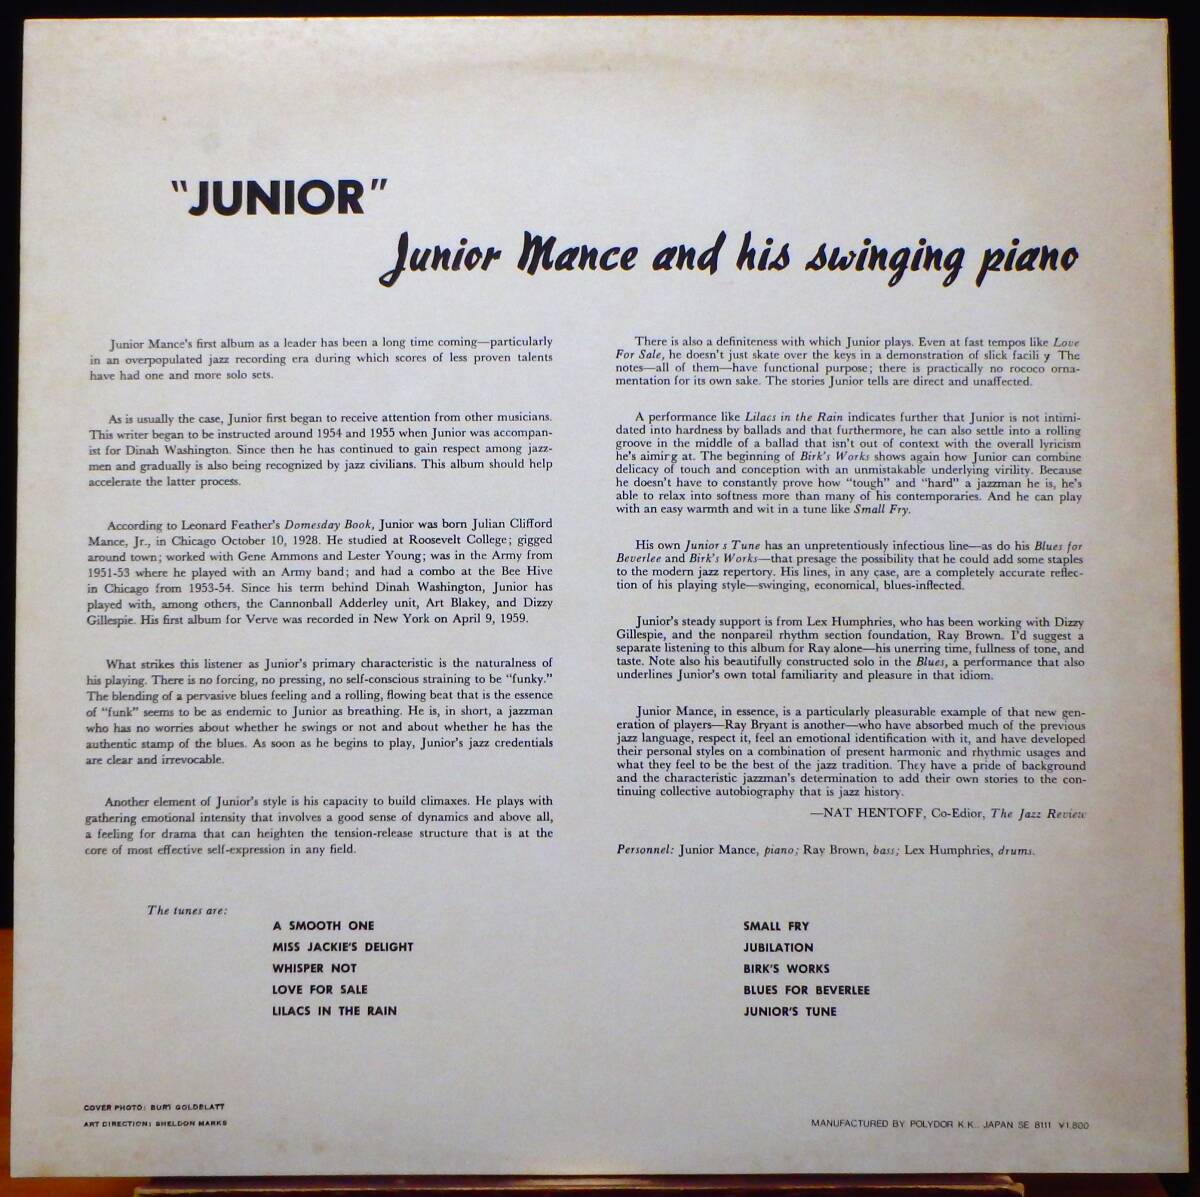 "JUNIOR"
Junior Mance and his swinging piano
Junior Mance's first album as a leader has been a long time coming—particularly
in an overpopulated jazz recording era during which scores of less proven talents
have had one and more solo sets.
As is usually the case, Junior first began to receive attention from other musicians.
This writer began to be instructed around 1954 and 1955 when Junior was accompan-
ist for Dinah Washington. Since then he has continued to gain respect among jazz-
men and gradually is also being recognized by jazz civilians. This album should help
accelerate the latter process.
According to Leonard Feather's Domesday Book, Junior was born Julian Clifford
Mance, Jr., in Chicago October 10, 1928. He studied at Roosevelt College; gigged
around town; worked with Gene Ammons and Lester Young; was in the Army from
1951-53 where he played with an Army band; and had a combo at the Bee Hive
in Chicago from 1953-54. Since his term behind Dinah Washington, Junior has
played with, among others, the Cannonball Adderley unit, Art Blakey, and Dizzy
Gillespie. His first album for Verve was recorded in New York on April 9, 1959.
What strikes this listener as Junior's primary characteristic is the naturalness of
his playing. There is no forcing, no pressing, no self-conscious straining to be "funky."
The blending of a pervasive blues feeling and a rolling, flowing beat that is the essence
of "funk" seems to be as endemic to Junior as breathing. He is, in short, a jazzman
who has no worries about whether he swings or not and about whether he has the
authentic stamp of the blues. As soon as he begins to play, Junior's jazz credentials
are clear and irrevocable.
Another element of Junior's style is his capacity to build climaxes. He plays with
gathering emotional intensity that involves a good sense of dynamics and above all,
a feeling for drama that can heighten the tension-release structure that is at the
core of most effective self-expression in any field.
There is also a definiteness with which Junior plays. Even at fast tempos like Love
For Sale, he doesn't just skate over the keys in a demonstration of slick facili y The
notes—all of them—have functional purpose; there is practically no rococo orna-
mentation for its own sake. The stories Junior tells are direct and unaffected.
A performance like Lilacs in the Rain indicates further that Junior is not intimi-
dated into hardness by ballads and that furthermore, he can also settle into a rolling
groove in the middle of a ballad that isn't out of context with the overall lyricism
he's aimirg at. The beginning of Birk's Works shows again how Junior can combine
delicacy of touch and conception with an unmistakable underlying virility. Because
he doesn't have to constantly prove how "tough" and "hard" a jazzman he is, he's
able to relax into softness more than many of his contemporaries. And he can play
with an easy warmth and wit in a tune like Small Fry.
His own Junior s Tune has an unpretentiously infectious line—as do his Blues for
Beverlee and Birk's Works—that presage the possibility that he could add some staples
to the modern jazz repertory. His lines, in any case, are a completely accurate reflec-
tion of his playing style—swinging, economical, blues-inflected.
Junior's steady support is from Lex Humphries, who has been working with Dizzy
Gillespie, and the nonpareil rhythm section foundation, Ray Brown. I'd suggest a
separate listening to this album for Ray alone—his unerring time, fullness of tone, and
taste. Note also his beautifully constructed solo in the Blues, a performance that also
underlines Junior's own total familiarity and pleasure in that idiom.
Junior Mance, in essence, is a particularly pleasurable example of that new gen-
eration of players—Ray Bryant is another—who have absorbed much of the previous
jazz language, respect it, feel an emotional identification with it, and have developed
their personal styles on a combination of present harmonic and rhythmic usages and
what they feel to be the best of the jazz tradition. They have a pride of background
and the characteristic jazzman's determination to add their own stories to the con-
tinuing collective autobiography that is jazz history.
—NAT HENTOFF, Co-Edior, The Jazz Review
Personnel: Junior Mance, piano; Ray Brown, bass; Lex Humphries, drums.
The tunes are:
A SMOOTH ONE
MISS JACKIE'S DELIGHT
WHISPER NOT
LOVE FOR SALE
LILACS IN THE RAIN
SMALL FRY
JUBILATION
BIRK'S WORKS
BLUES FOR BEVERLEE
JUNIOR'S TUNE
COVER PHOTO: BURT GOLDBLATT
ART DIRECTION: SHELDON MARKS
MANUFACTURED BY POLYDOR K.K., JAPAN SE 8111 ¥1,800